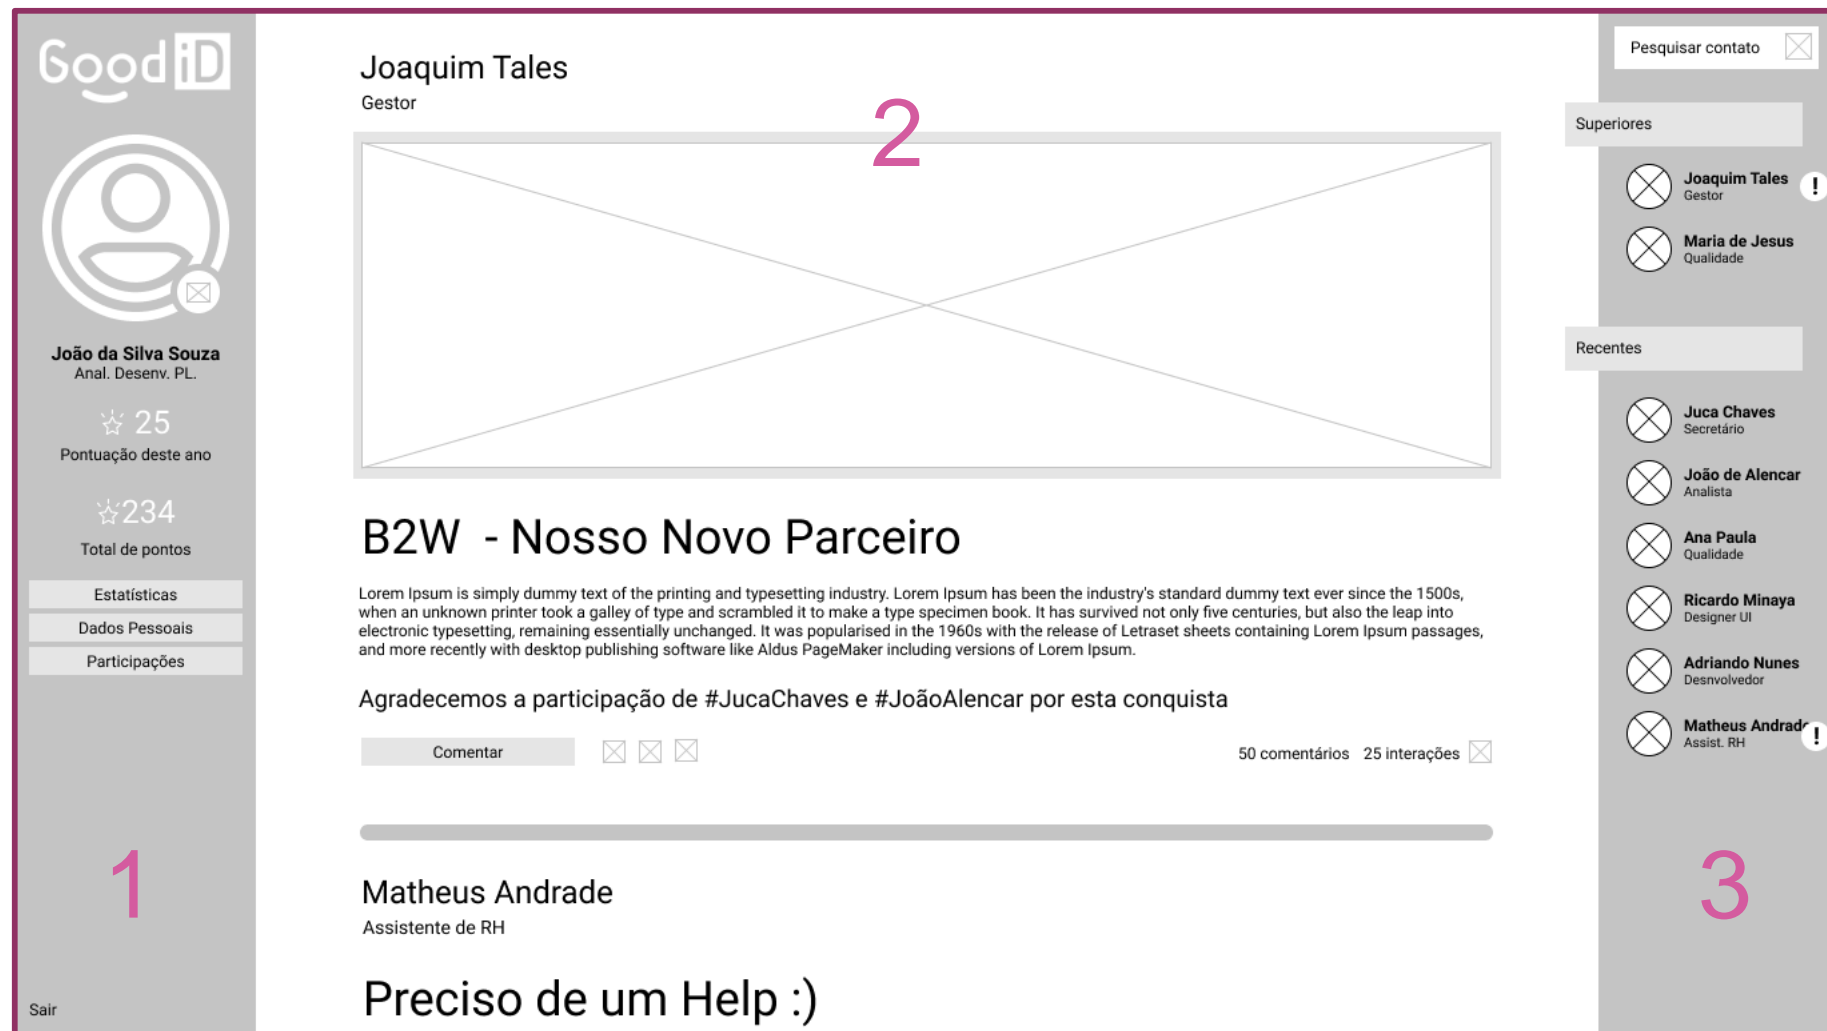 Good iD
João da Silva Souza
Anal. Desenv. PL.
25
Pontuação deste ano
234
Total de pontos
Estatísticas
Dados Pessoais
Participações
1
Sair
Joaquim Tales
Gestor
2
B2W - Nosso Novo Parceiro
Lorem Ipsum is simply dummy text of the printing and typesetting industry. Lorem Ipsum has been the industry's standard dummy text ever since the 1500s,
when an unknown printer took a galley of type and scrambled it to make a type specimen book. It has survived not only five centuries, but also the leap into
electronic typesetting, remaining essentially unchanged. It was popularised in the 1960s with the release of Letraset sheets containing Lorem Ipsum passages,
and more recently with desktop publishing software like Aldus PageMaker including versions of Lorem Ipsum.
Agradecemos a participação de #JucaChaves e #JoãoAlencar por esta conquista
Comentar
50 comentários 25 interações
Matheus Andrade
Assistente de RH
Preciso de um Help :)
Pesquisar contato
Superiores
Joaquim Tales
Gestor
!
Maria de Jesus
Qualidade
Recentes
Juca Chaves
Secretário
João de Alencar
Analista
Ana Paula
Qualidade
Ricardo Minaya
Designer UI
Adriando Nunes
Desnvolvedor
Matheus Andrade
Assist. RH
!
3